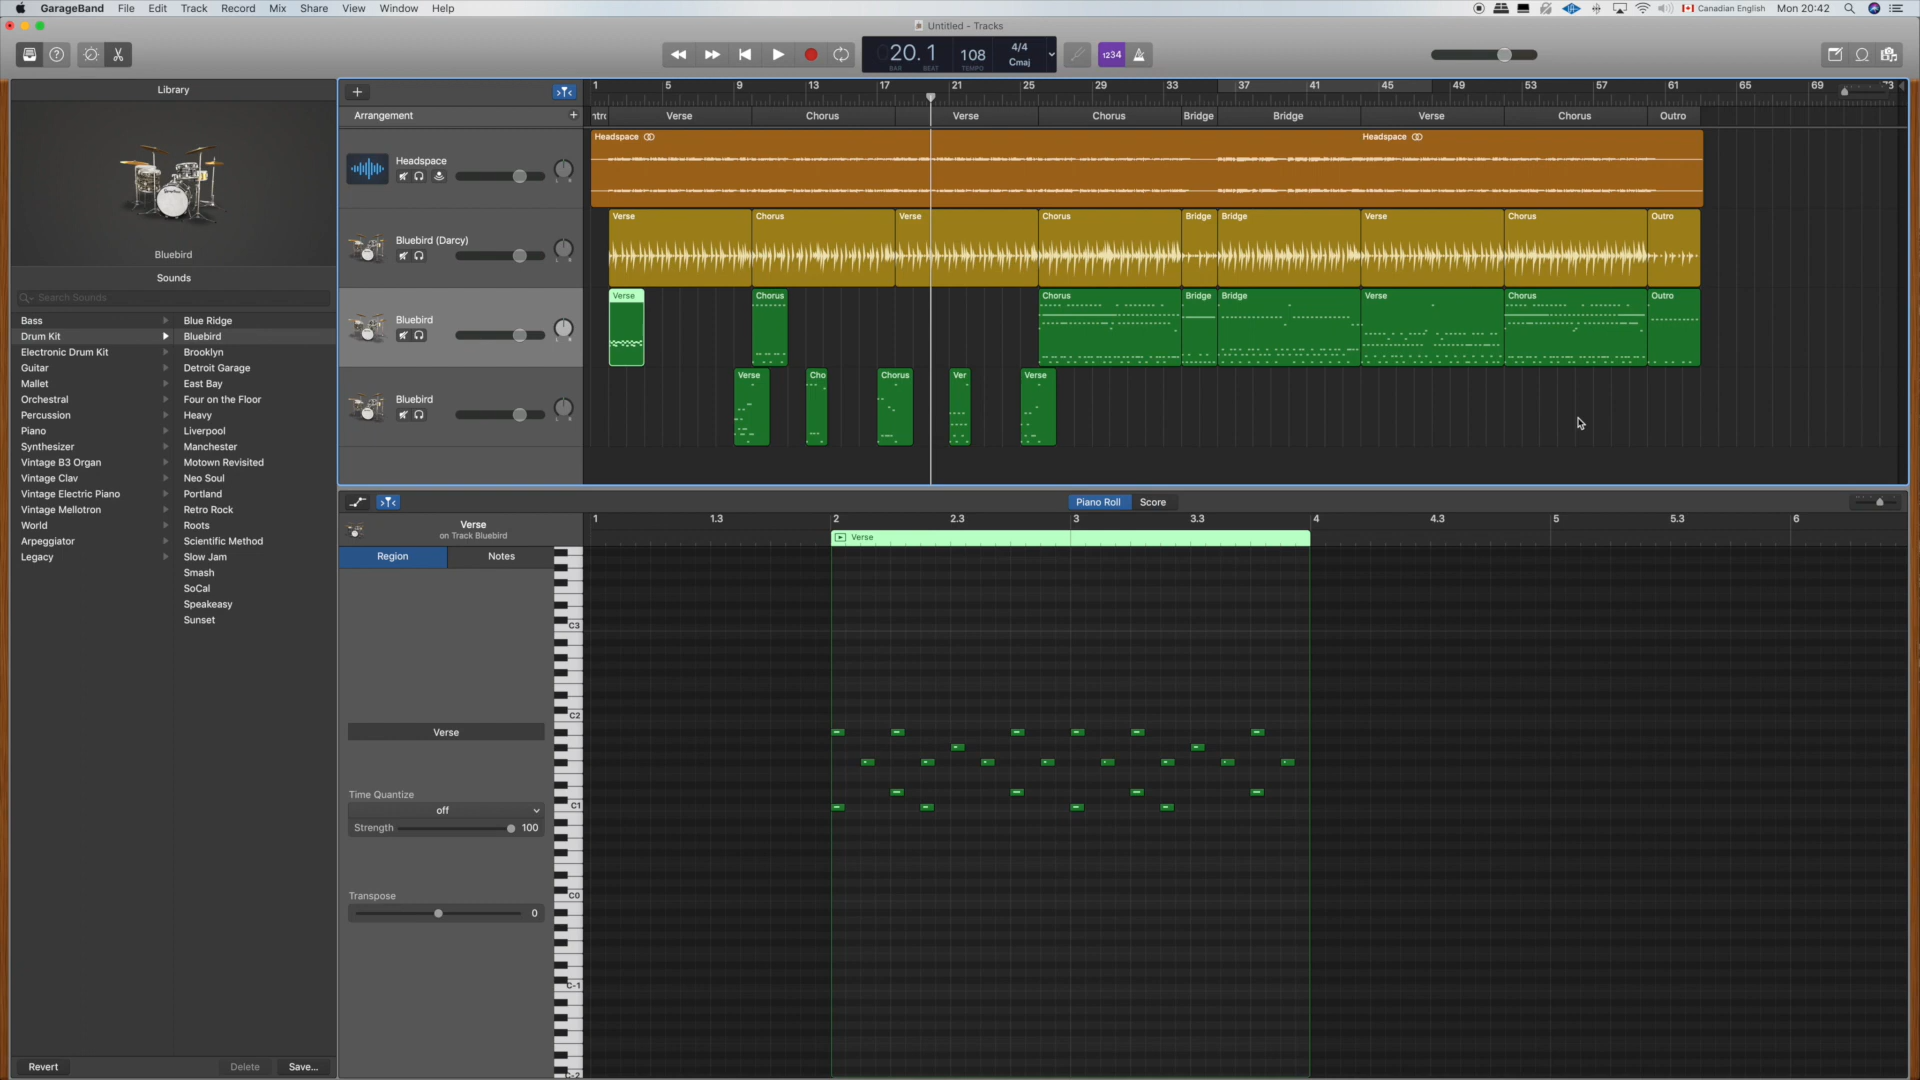 GarageBand File Edit Track Record Mix Share View Window Help
Canadian English Mon 20:42
Untitled - Tracks
20. 1 108 4/4
Cmaj
BAR BEAT TEMPO
1234
Library
Bluebird
Sounds
Search Sounds
Bass
Drum Kit
Electronic Drum Kit
Guitar
Mallet
Orchestral
Percussion
Piano
Synthesizer
Vintage B3 Organ
Vintage Clav
Vintage Electric Piano
Vintage Mellotron
World
Arpeggiator
Legacy
Blue Ridge
Bluebird
Brooklyn
Detroit Garage
East Bay
Four on the Floor
Heavy
Liverpool
Manchester
Motown Revisited
Neo Soul
Portland
Retro Rock
Roots
Scientific Method
Slow Jam
Smash
SoCal
Speakeasy
Sunset
Revert Delete Save...
1 5 9 13 17 21 25 29 33 37 41 45 49 53 57 61 65 69 73
Arrangement
ntro Verse Chorus Verse Chorus Bridge Bridge Verse Chorus Outro
Headspace
L R
Headspace Headspace
Bluebird (Darcy)
L R
Verse Chorus Verse Chorus Bridge Bridge Verse Chorus Outro
Bluebird
L R
Verse Chorus Chorus Bridge Bridge Verse Chorus Outro
Bluebird
L R
Verse Cho Chorus Ver Verse
Piano Roll Score
Verse
on Track Bluebird
Region Notes
1 1.3 2 2.3 3 3.3 4 4.3 5 5.3 6
Verse
Verse
Time Quantize
off
Strength 100
Transpose
0
C3
C2
C1
C0
C-1
C-2